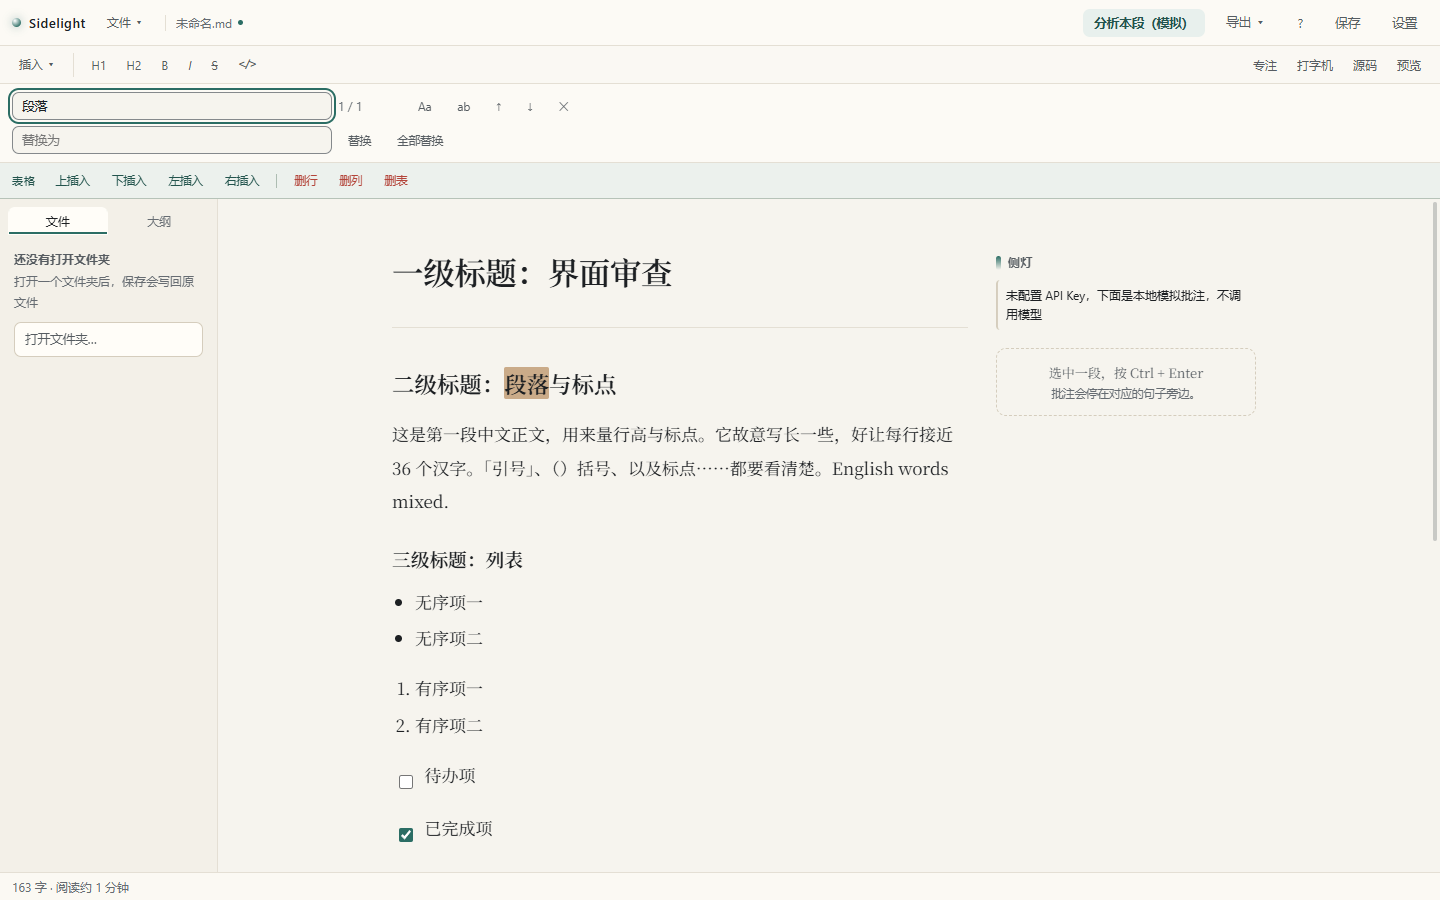 Sidelight 文件 未命名.md 分析本段（模拟） 导出 ? 保存 设置
插入 H1 H2 B I S </> 专注 打字机 源码 预览
段落 1 / 1 Aa ab ↑ ↓ ×
替换为 替换 全部替换
表格 上插入 下插入 左插入 右插入 删行 删列 删表
文件 大纲
还没有打开文件夹
打开一个文件夹后，保存会写回原
文件
打开文件夹...
一级标题：界面审查
二级标题：段落与标点
这是第一段中文正文，用来量行高与标点。它故意写长一些，好让每行接近
36 个汉字。「引号」、（）括号、以及标点……都要看清楚。English words
mixed.
三级标题：列表
无序项一
无序项二
1. 有序项一
2. 有序项二
待办项
已完成项
侧灯
未配置 API Key，下面是本地模拟批注，不调
用模型
选中一段，按 Ctrl + Enter
批注会停在对应的句子旁边。
163 字 · 阅读约 1 分钟